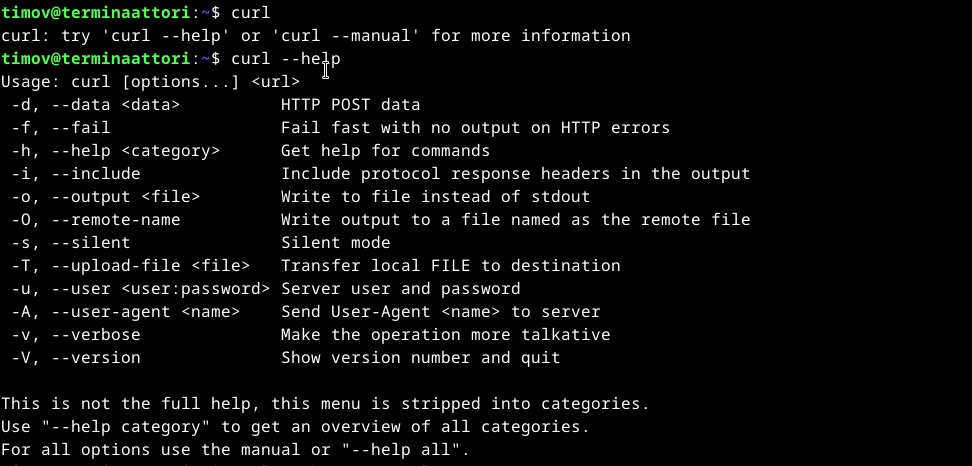 timov@terminaattori:~$ curl
curl: try 'curl --help' or 'curl --manual' for more information
timov@terminaattori:~$ curl --help
Usage: curl [options...] <url>
 -d, --data <data>          HTTP POST data
 -f, --fail                 Fail fast with no output on HTTP errors
 -h, --help <category>      Get help for commands
 -i, --include              Include protocol response headers in the output
 -o, --output <file>        Write to file instead of stdout
 -O, --remote-name          Write output to a file named as the remote file
 -s, --silent               Silent mode
 -T, --upload-file <file>   Transfer local FILE to destination
 -u, --user <user:password> Server user and password
 -A, --user-agent <name>    Send User-Agent <name> to server
 -v, --verbose              Make the operation more talkative
 -V, --version              Show version number and quit

This is not the full help, this menu is stripped into categories.
Use "--help category" to get an overview of all categories.
For all options use the manual or "--help all".